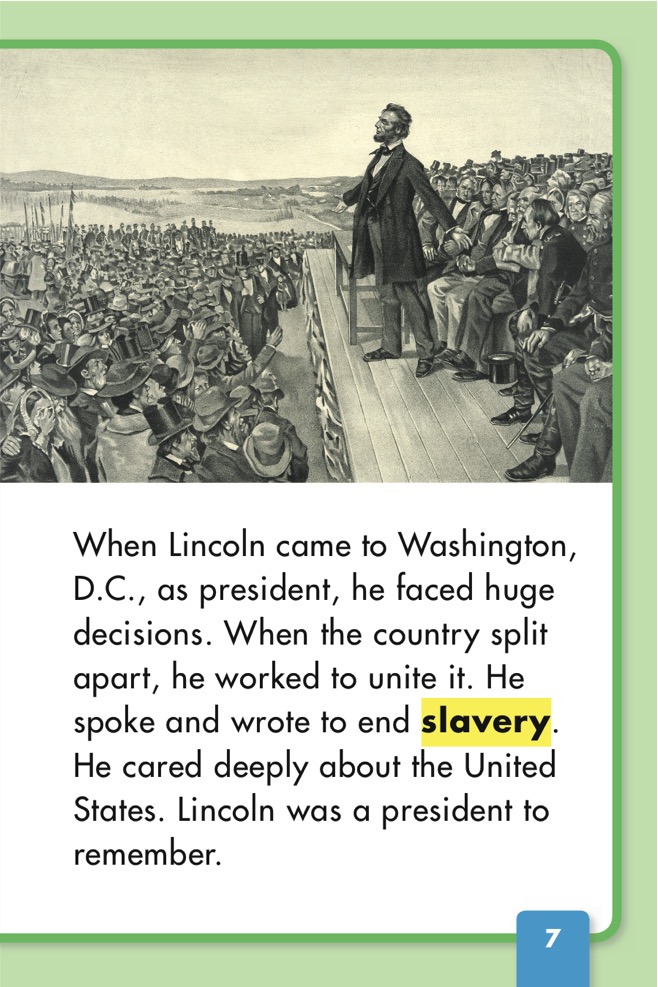 When Lincoln came to Washington,
D.C., as president, he faced huge
decisions. When the country split
apart, he worked to unite it. He
spoke and wrote to end slavery.
He cared deeply about the United
States. Lincoln was a president to
remember.
7